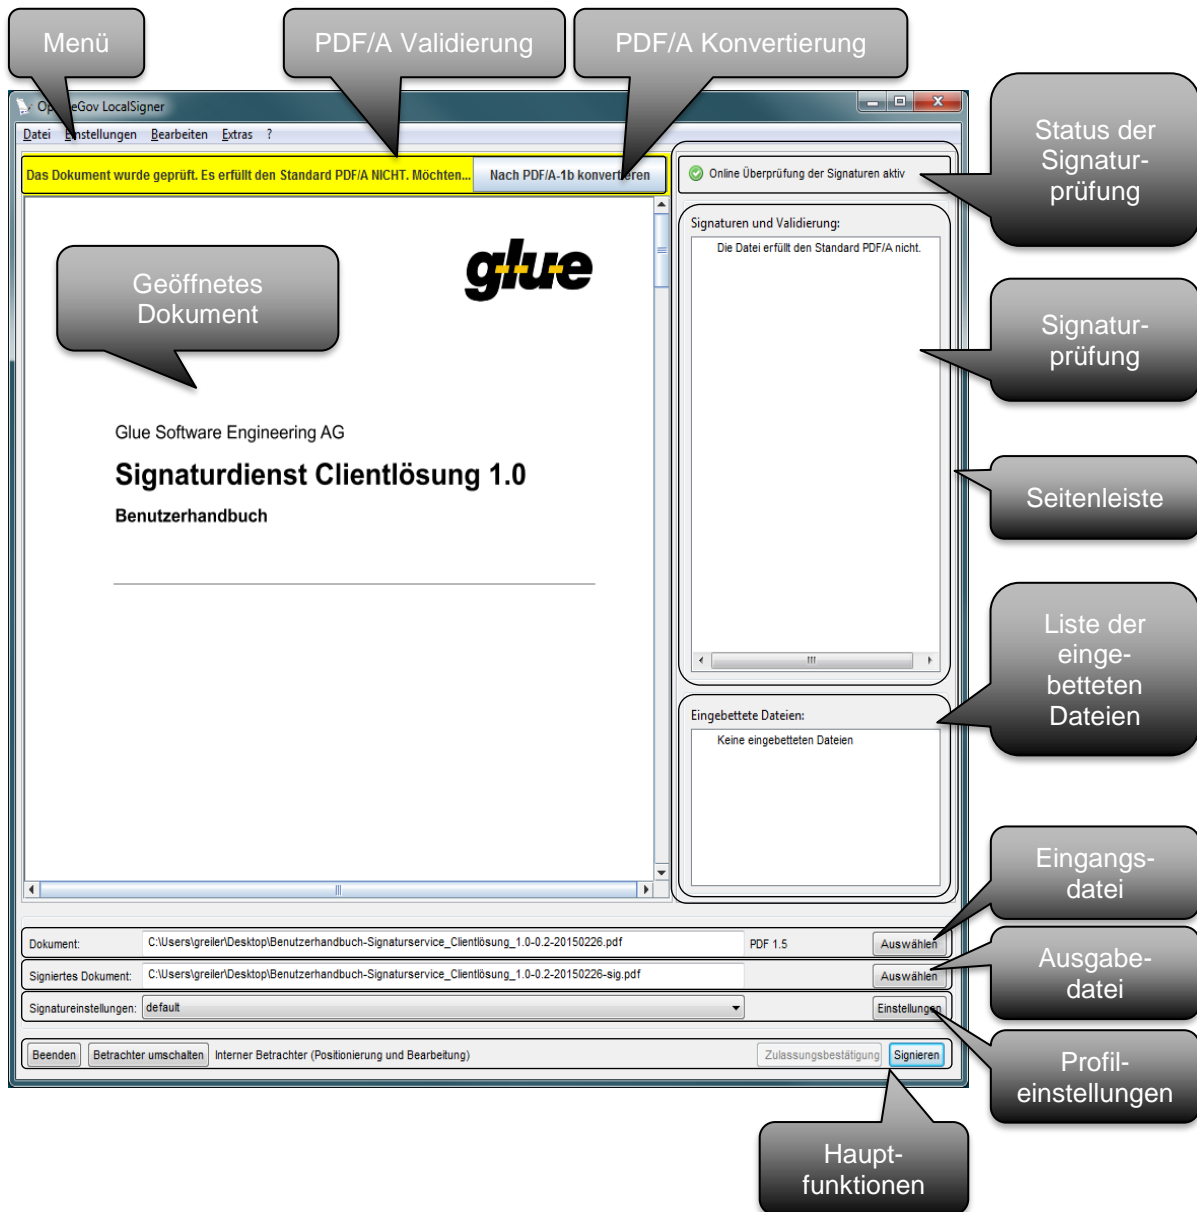 Menü
PDF/A Validierung
PDF/A Konvertierung
Op eGov LocalSigner
Datei Einstellungen Bearbeiten Extras ?
Das Dokument wurde geprüft. Es erfüllt den Standard PDF/A NICHT. Möchten...
Nach PDF/A-1b konvertieren
Online Überprüfung der Signaturen aktiv
Status der
Signatur-
prüfung
Signaturen und Validierung:
Die Datei erfüllt den Standard PDF/A nicht.
glue
Geöffnetes
Dokument
Signatur-
prüfung
Glue Software Engineering AG
Signaturdienst Clientlösung 1.0
Benutzerhandbuch
Seitenleiste
Liste der
einge-
betteten
Dateien
Eingebettete Dateien:
Keine eingebetteten Dateien
Eingangs-
datei
Dokument: C:\Users\greiler\Desktop\Benutzerhandbuch-Signaturservice_Clientlösung_1.0-0.2-20150226.pdf PDF 1.5 Auswählen
Ausgabe-
datei
Signiertes Dokument: C:\Users\greiler\Desktop\Benutzerhandbuch-Signaturservice_Clientlösung_1.0-0.2-20150226-sig.pdf Auswählen
Signatureinstellungen: default Einstellungen
Beenden Betrachter umschalten Interner Betrachter (Positionierung und Bearbeitung) Zulassungsbestätigung Signieren
Profil-
einstellungen
Haupt-
funktionen